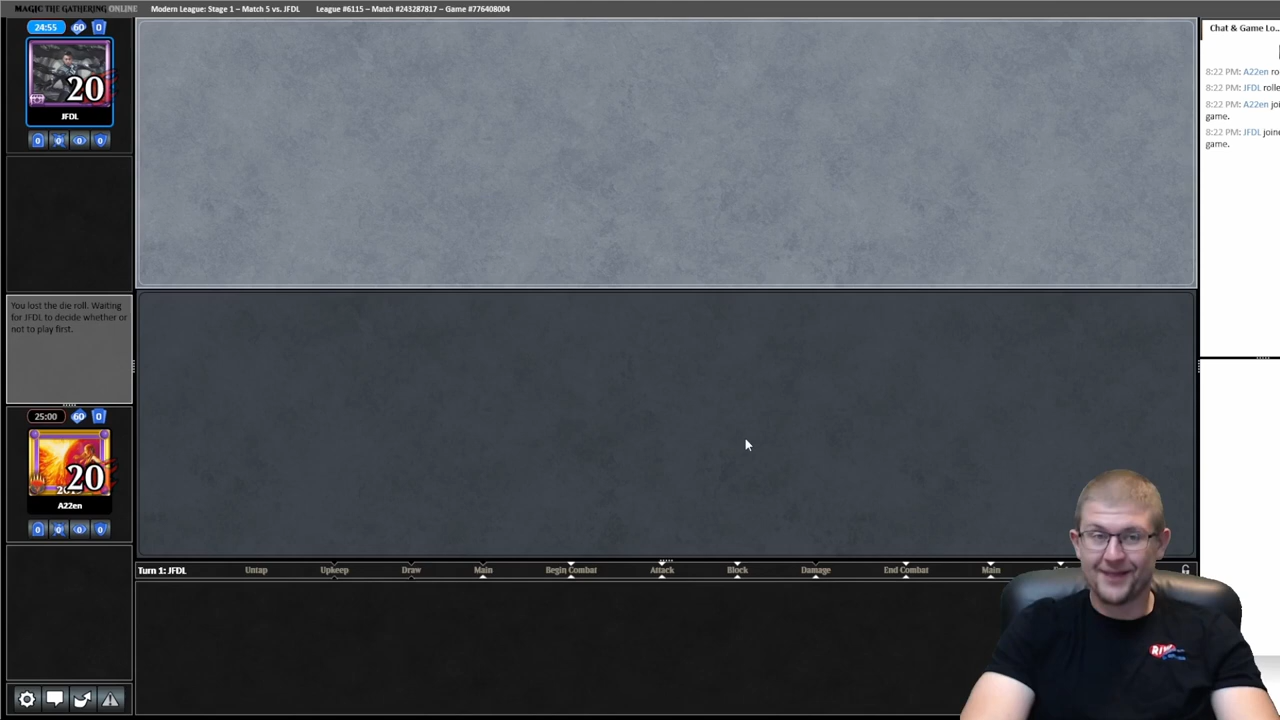 MAGIC THE GATHERING ONLINE Modern League: Stage 1 – Match 5 vs. JFDL League #6115 – Match #243287817 – Game #776408004
24:55 60 0
20
JFDL
0 0 0 0
You lost the die roll. Waiting
for JFDL to decide whether or
not to play first.
25:00 60 0
20
A22en
0 0 0 0
Turn 1: JFDL Untap Upkeep Draw Main Begin Combat Attack Block Damage End Combat Main
Chat & Game Lo...
8:22 PM: A22en ro
8:22 PM: JFDL rolle
8:22 PM: A22en joi
game.
8:22 PM: JFDL joine
game.